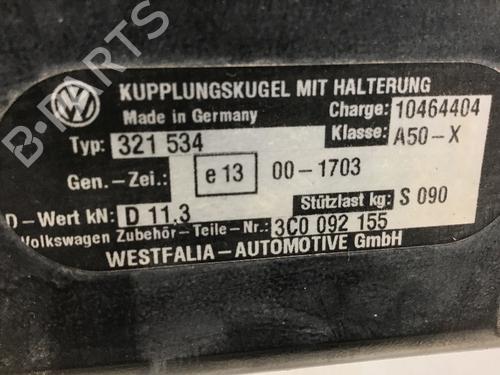 KUPPLUNGSKUGEL MIT HALTERUNG
Made in Germany
Charge: 10464404
Typ: 321 534
Klasse: A50-X
Gen.-Zei.: e 13 00-1703
Stützlast kg: S 090
D-Wert kN: D 11.3
Volkswagen Zubehör-Teile-Nr.: 3C0 092 155
WESTFALIA-AUTOMOTIVE GmbH
B-PARTS